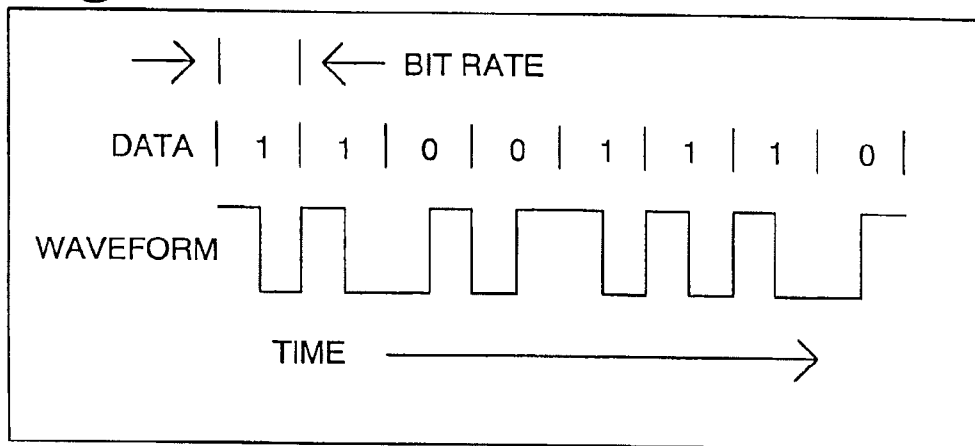 BIT RATE
DATA | 1 | 1 | 0 | 0 | 1 | 1 | 1 | 0 |
WAVEFORM
TIME